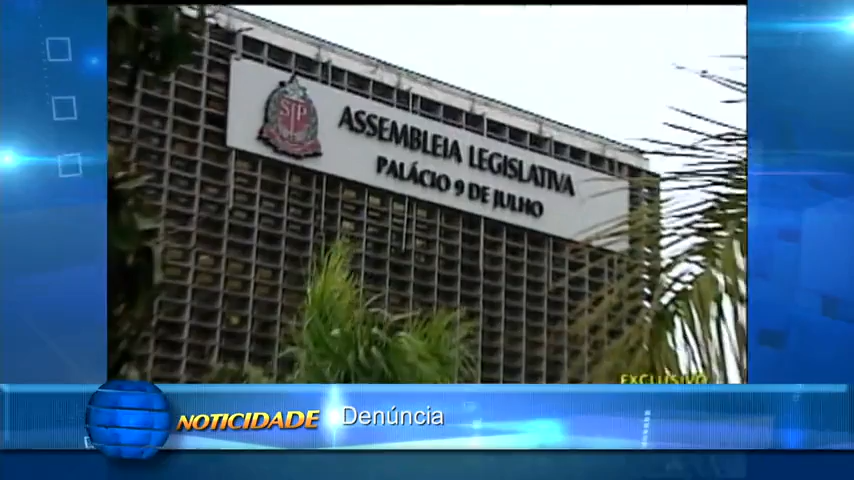 SP
ASSEMBLEIA LEGISLATIVA
PALÁCIO 9 DE JULHO
EXCLUSIVO
NOTICIDADE
Denúncia